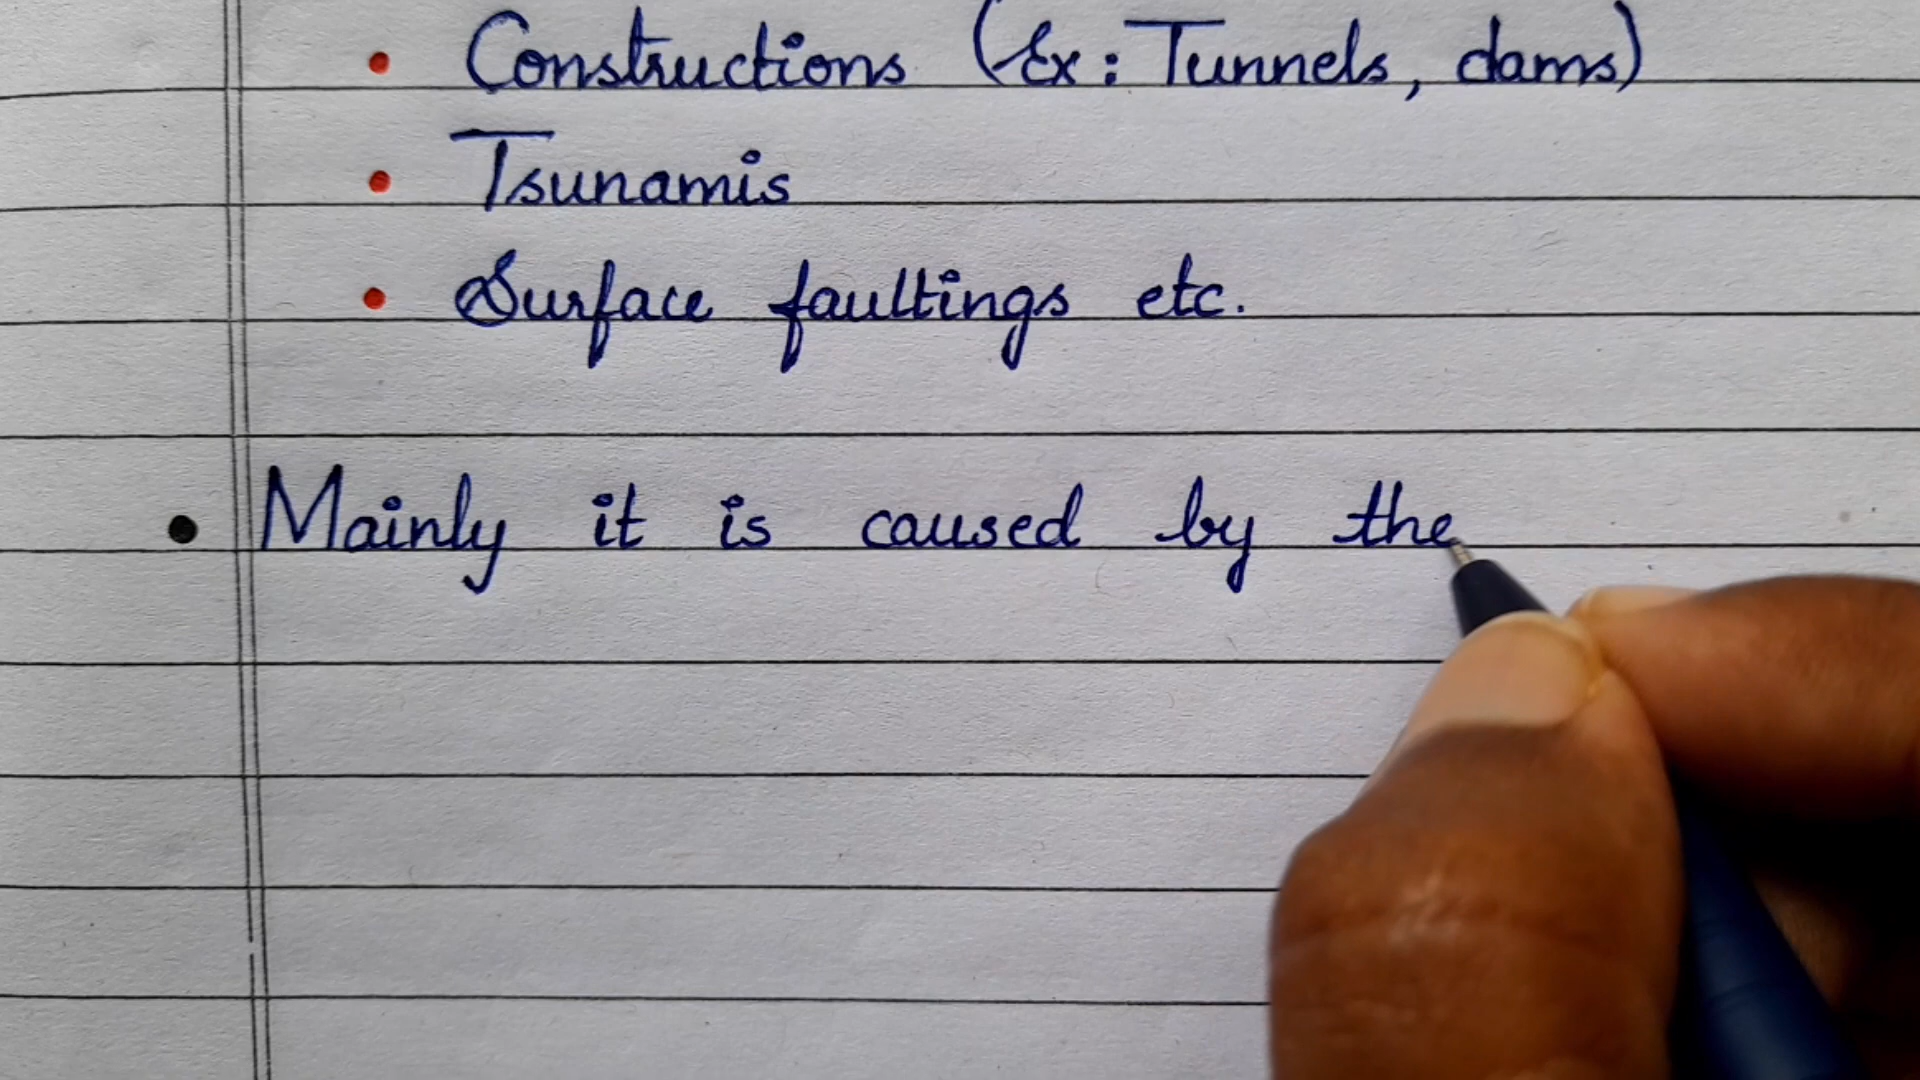 • Constructions (Ex: Tunnels, dams)
• Tsunamis
• Surface faultings etc.
• Mainly it is caused by the